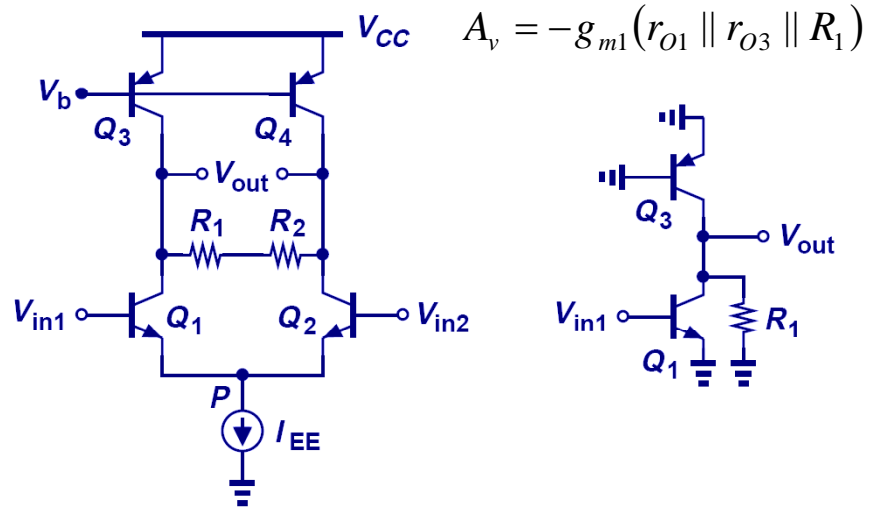 V_CC
A_v = −g_m1(r_O1 || r_O3 || R_1)
V_b
Q_3
Q_4
V_out
R_1
R_2
V_in1
Q_1
Q_2
V_in2
P
I_EE
Q_3
V_out
V_in1
Q_1
R_1